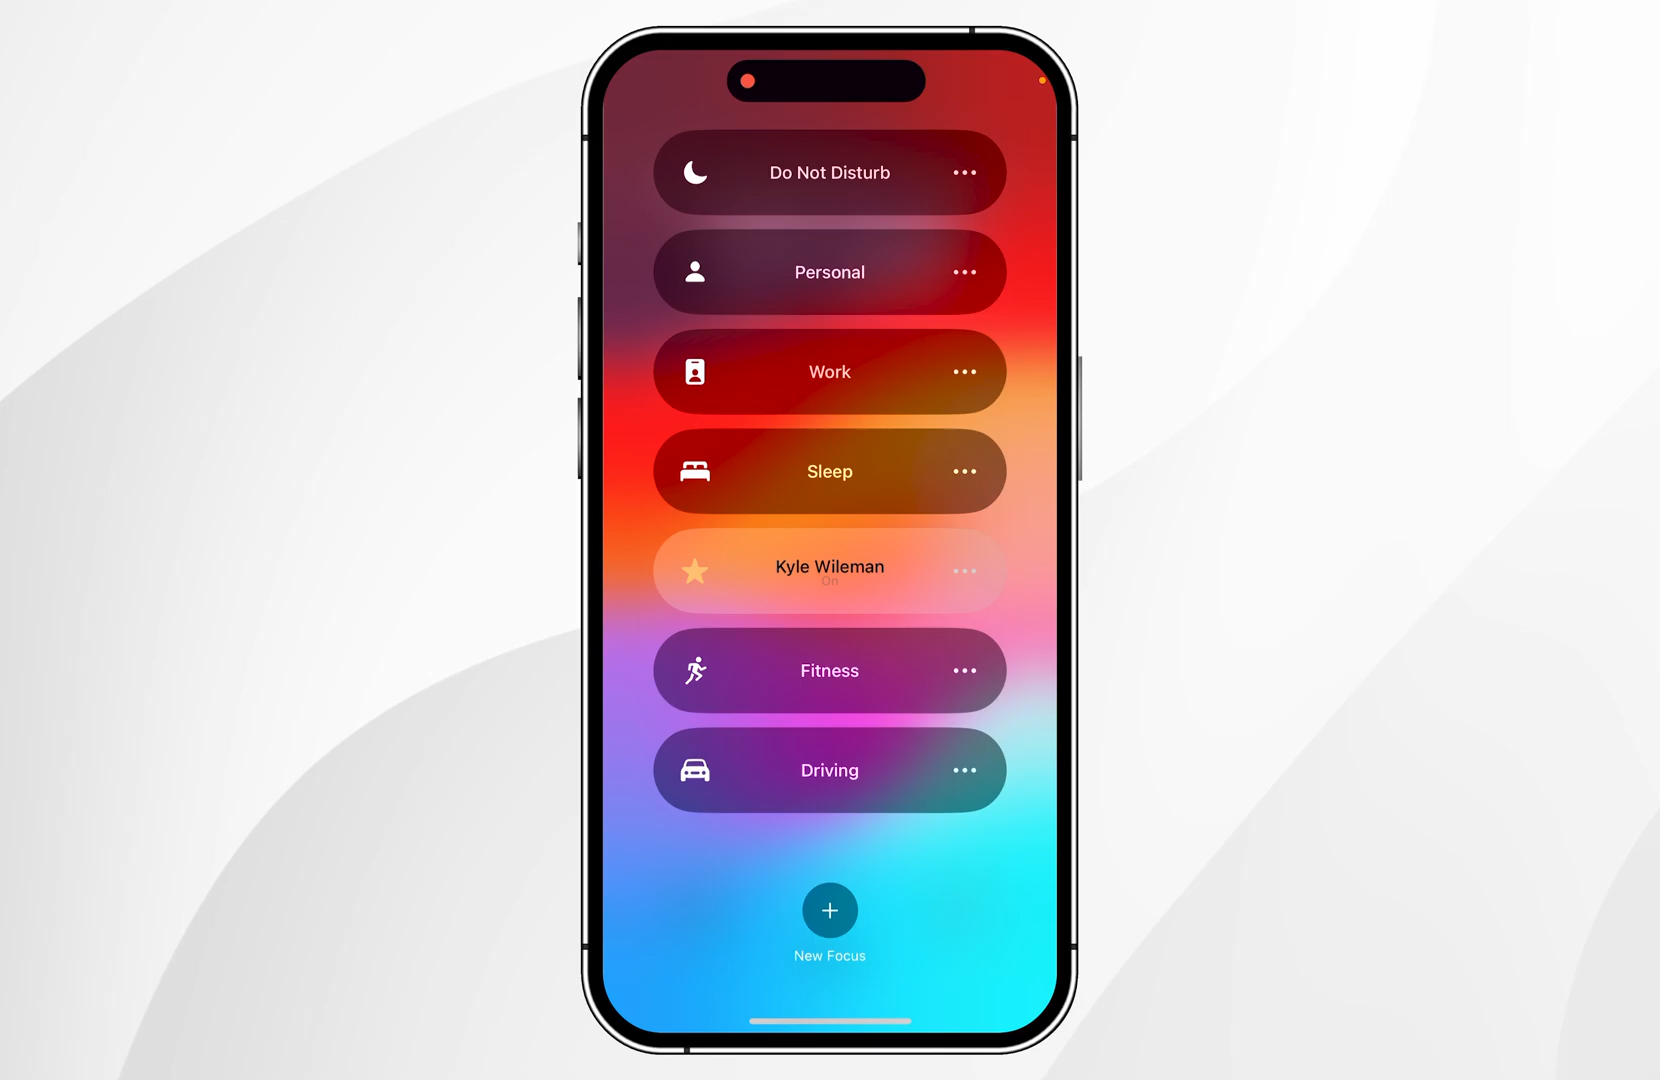 Do Not Disturb
Personal
Work
Sleep
Kyle Wileman
On
Fitness
Driving
New Focus